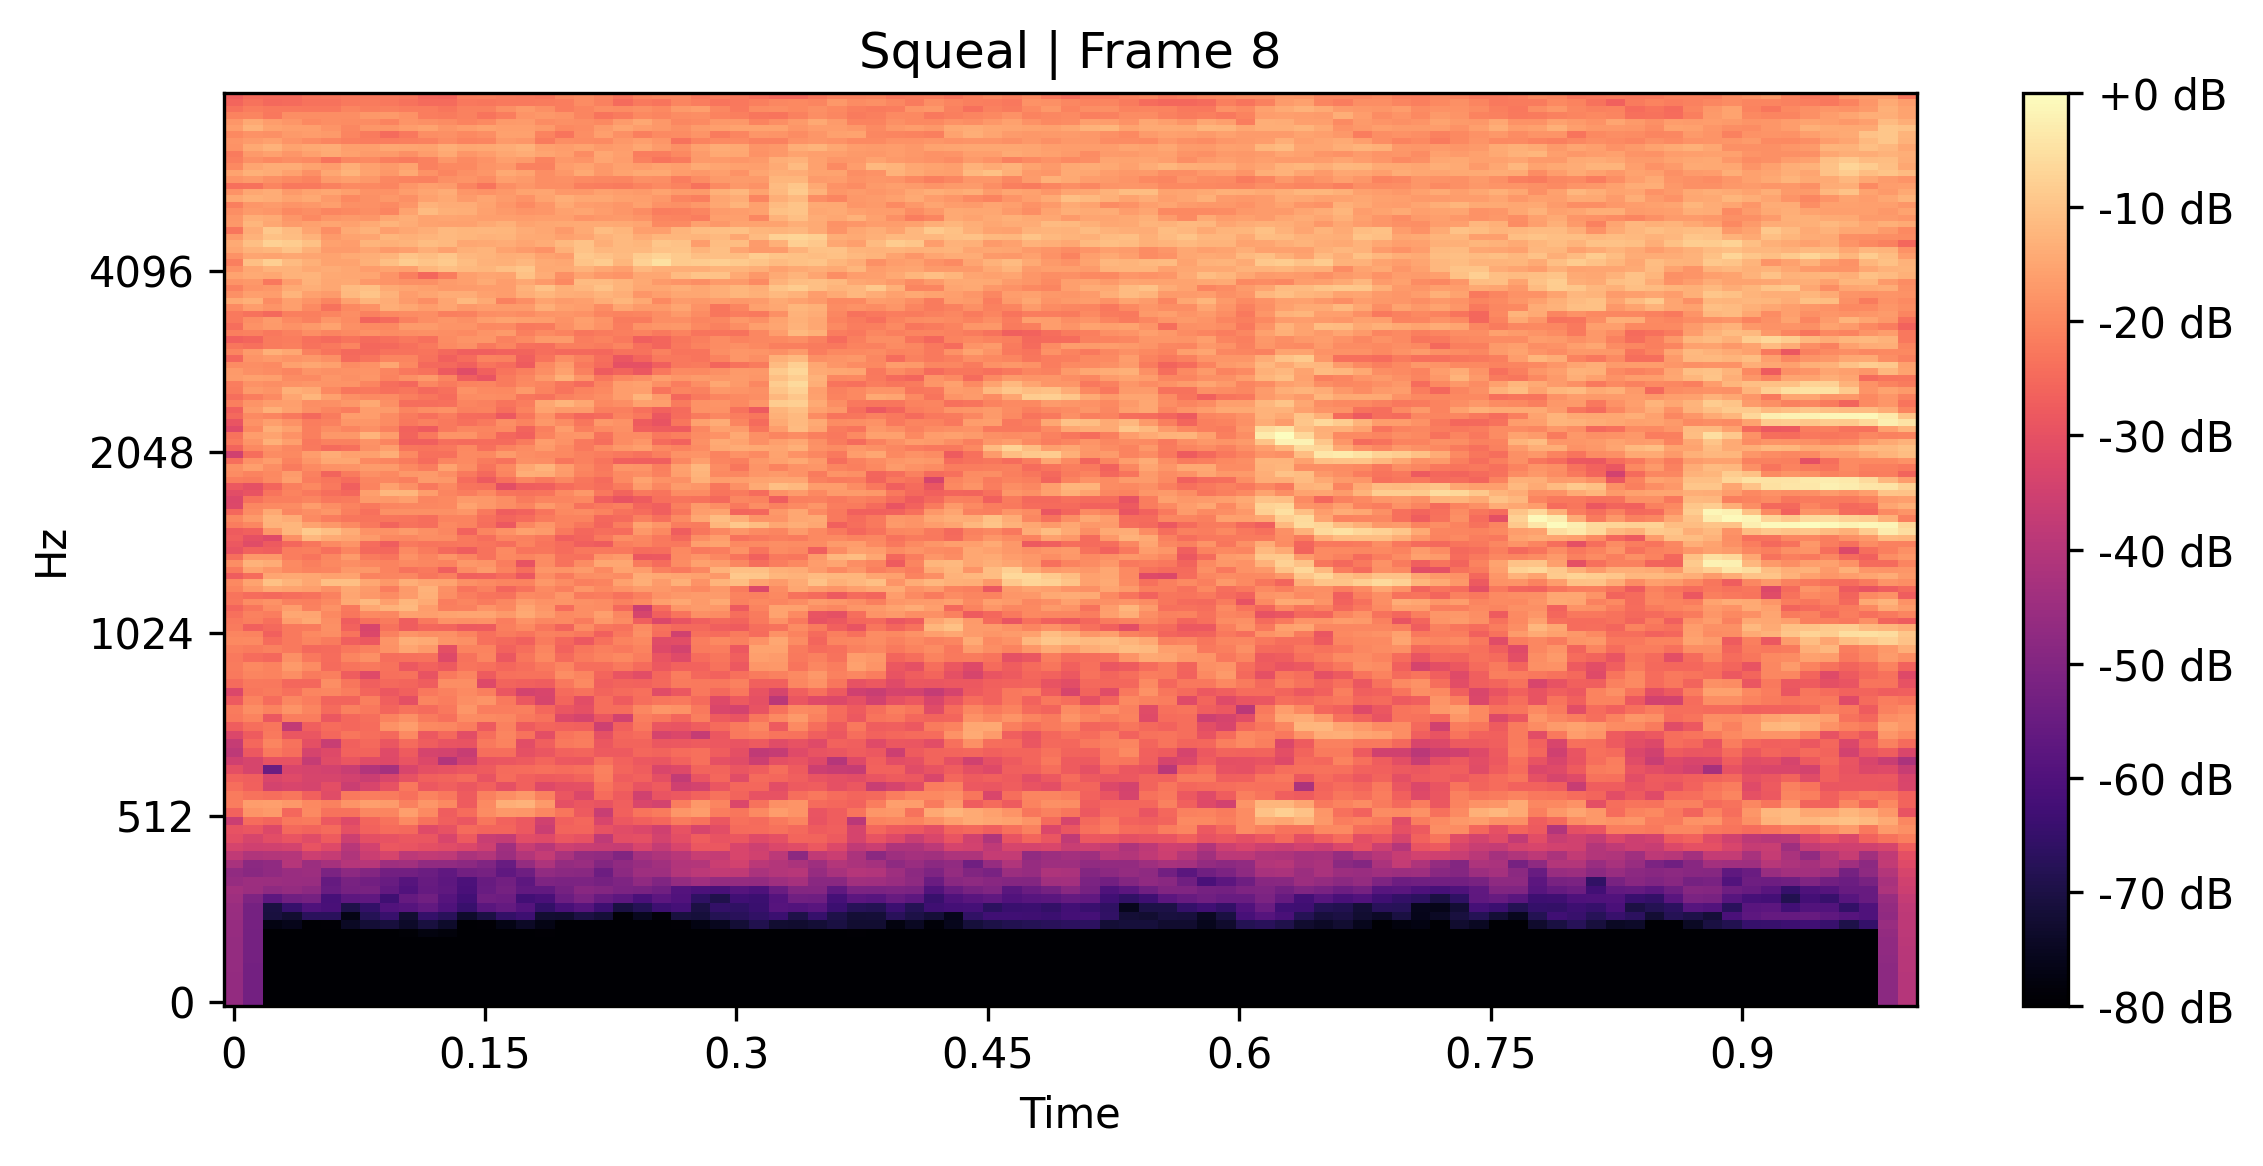 Squeal | Frame 8
Hz
4096
2048
1024
512
0
0 0.15 0.3 0.45 0.6 0.75 0.9
Time
+0 dB
-10 dB
-20 dB
-30 dB
-40 dB
-50 dB
-60 dB
-70 dB
-80 dB